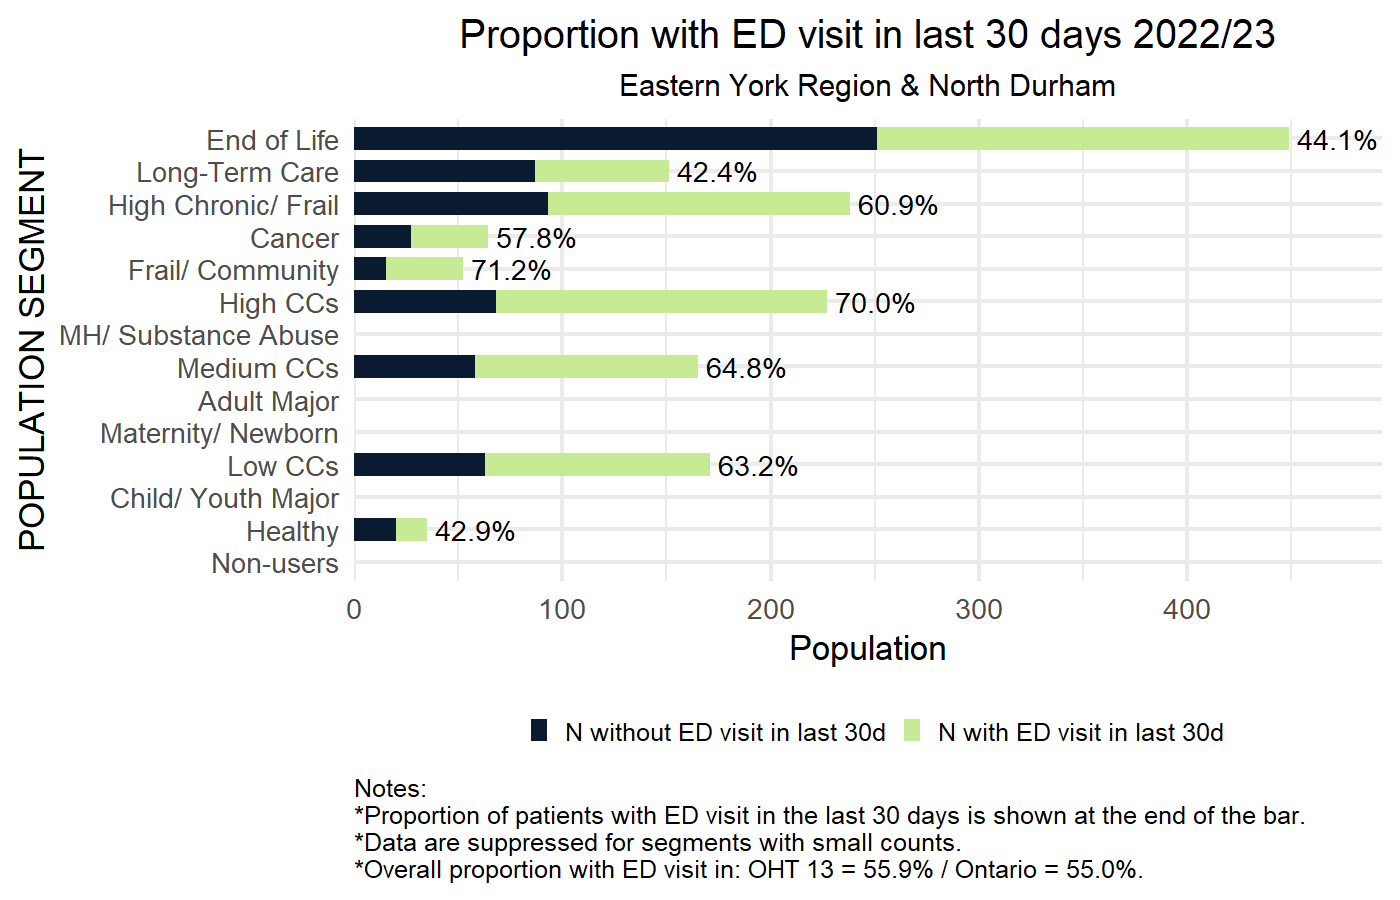 Proportion with ED visit in last 30 days 2022/23
Eastern York Region & North Durham
POPULATION SEGMENT
End of Life 44.1%
Long-Term Care 42.4%
High Chronic/ Frail 60.9%
Cancer 57.8%
Frail/ Community 71.2%
High CCs 70.0%
MH/ Substance Abuse
Medium CCs 64.8%
Adult Major
Maternity/ Newborn
Low CCs 63.2%
Child/ Youth Major
Healthy 42.9%
Non-users
0 100 200 300 400
Population
N without ED visit in last 30d N with ED visit in last 30d
Notes:
*Proportion of patients with ED visit in the last 30 days is shown at the end of the bar.
*Data are suppressed for segments with small counts.
*Overall proportion with ED visit in: OHT 13 = 55.9% / Ontario = 55.0%.